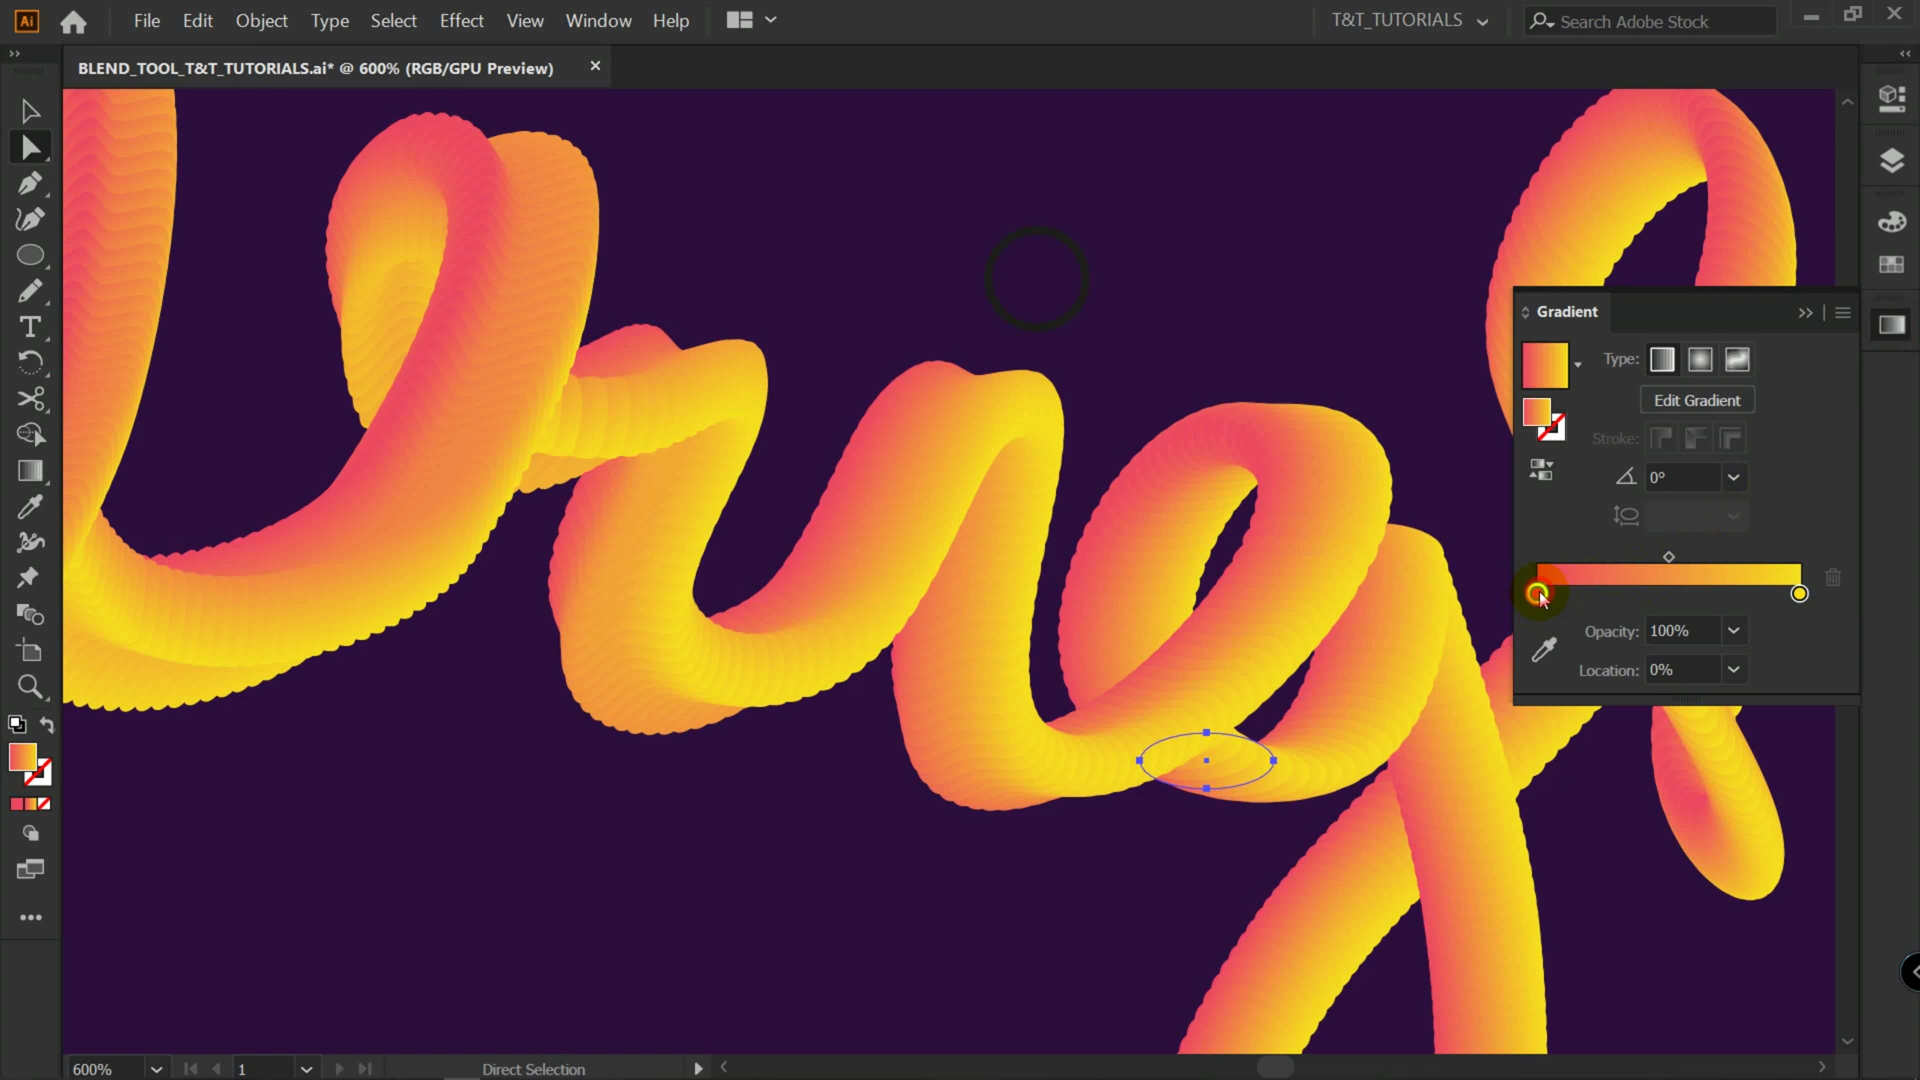 Ai File Edit Object Type Select Effect View Window Help T&T_TUTORIALS Search Adobe Stock
BLEND_TOOL_T&T_TUTORIALS.ai* @ 600% (RGB/GPU Preview)
Gradient
Type:
Edit Gradient
Stroke:
0°
Opacity: 100%
Location: 0%
600% 1 Direct Selection